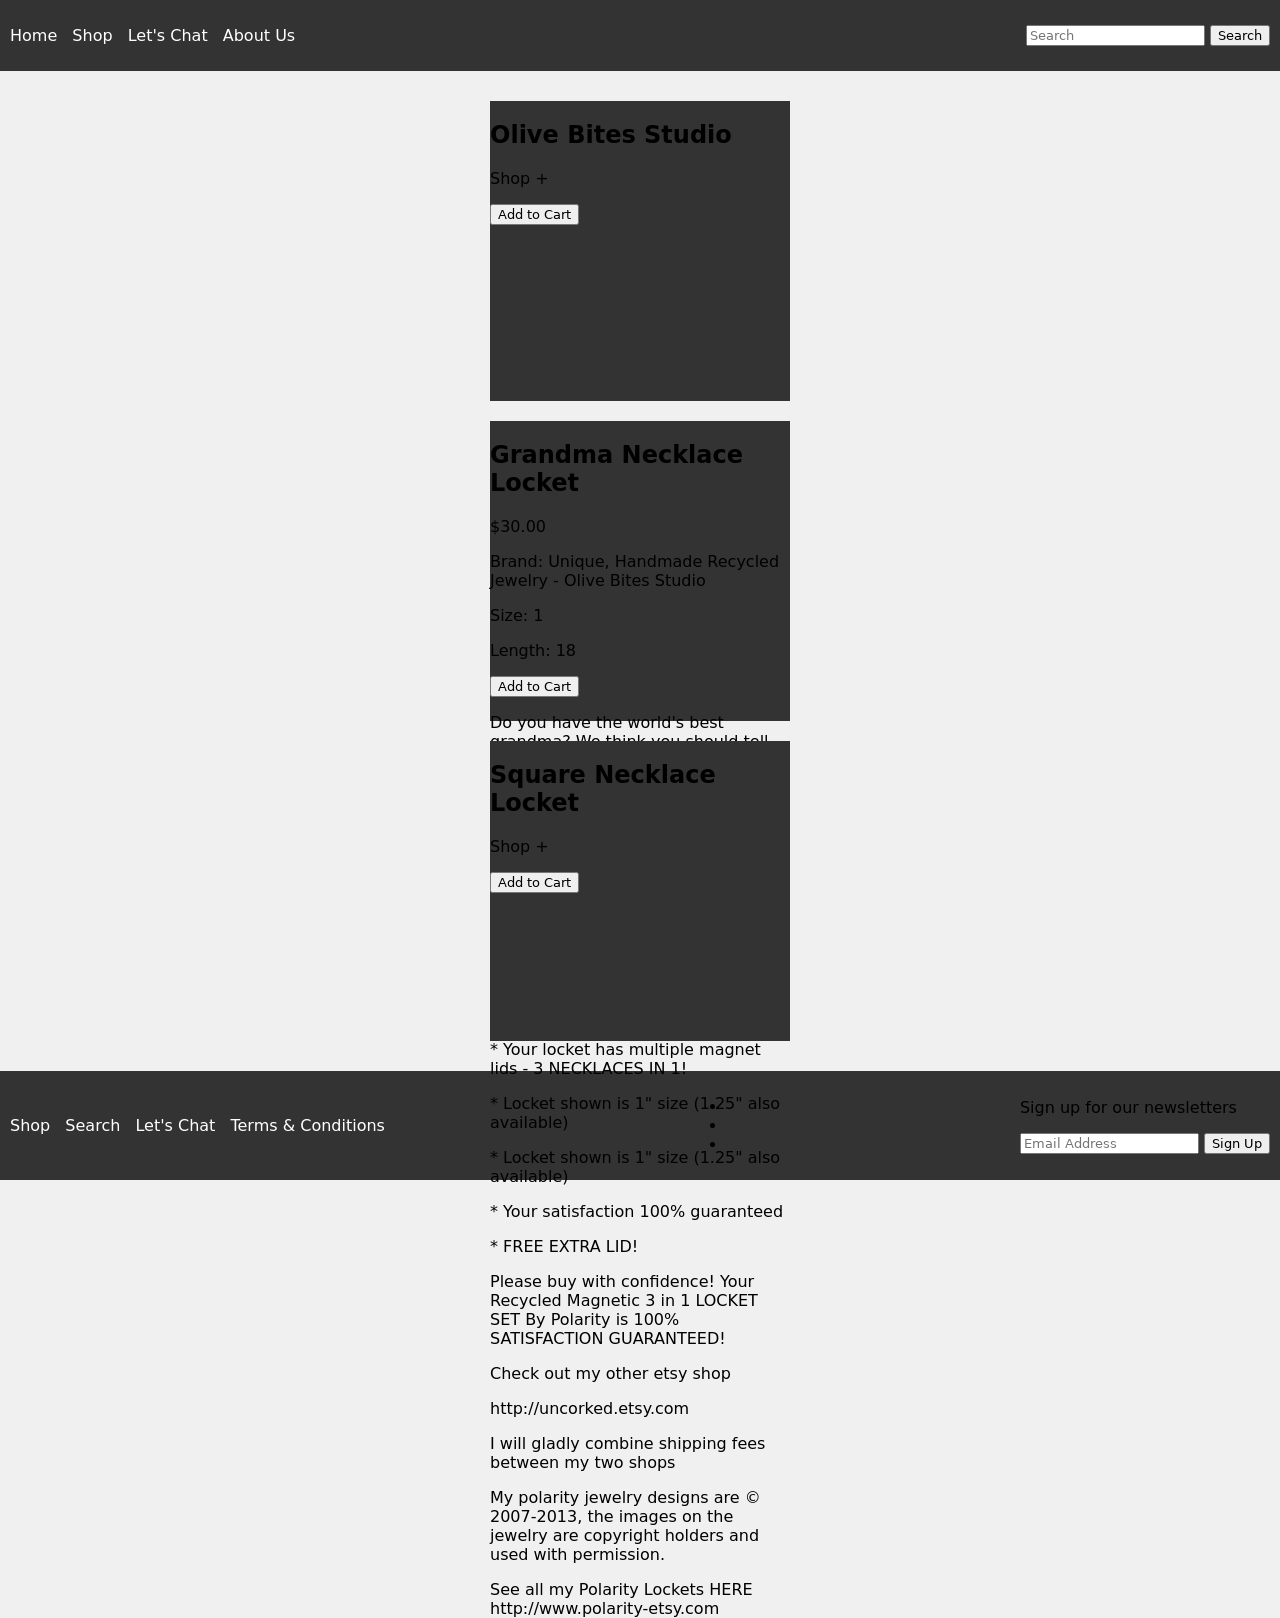 Home Shop Let's Chat About Us
Search Search
Olive Bites Studio
Shop +
Add to Cart
Grandma Necklace
Locket
$30.00
Brand: Unique, Handmade Recycled
Jewelry - Olive Bites Studio
Size: 1
Length: 18
Add to Cart
Do you have the world's best
grandma? We think you should tell
Square Necklace
Locket
Shop +
Add to Cart
* Your locket has multiple magnet
lids - 3 NECKLACES IN 1!
* Locket shown is 1" size (1.25" also
available)
* Locket shown is 1" size (1.25" also
available)
Shop Search Let's Chat Terms & Conditions
Sign up for our newsletters
Email Address Sign Up
* Your satisfaction 100% guaranteed
* FREE EXTRA LID!
Please buy with confidence! Your
Recycled Magnetic 3 in 1 LOCKET
SET By Polarity is 100%
SATISFACTION GUARANTEED!
Check out my other etsy shop
http://uncorked.etsy.com
I will gladly combine shipping fees
between my two shops
My polarity jewelry designs are ©
2007-2013, the images on the
jewelry are copyright holders and
used with permission.
See all my Polarity Lockets HERE
http://www.polarity-etsy.com